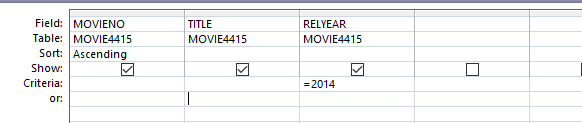 Field: MOVIENO TITLE RELYEAR
Table: MOVIE4415 MOVIE4415 MOVIE4415
Sort: Ascending
Show:
Criteria: =2014
or: